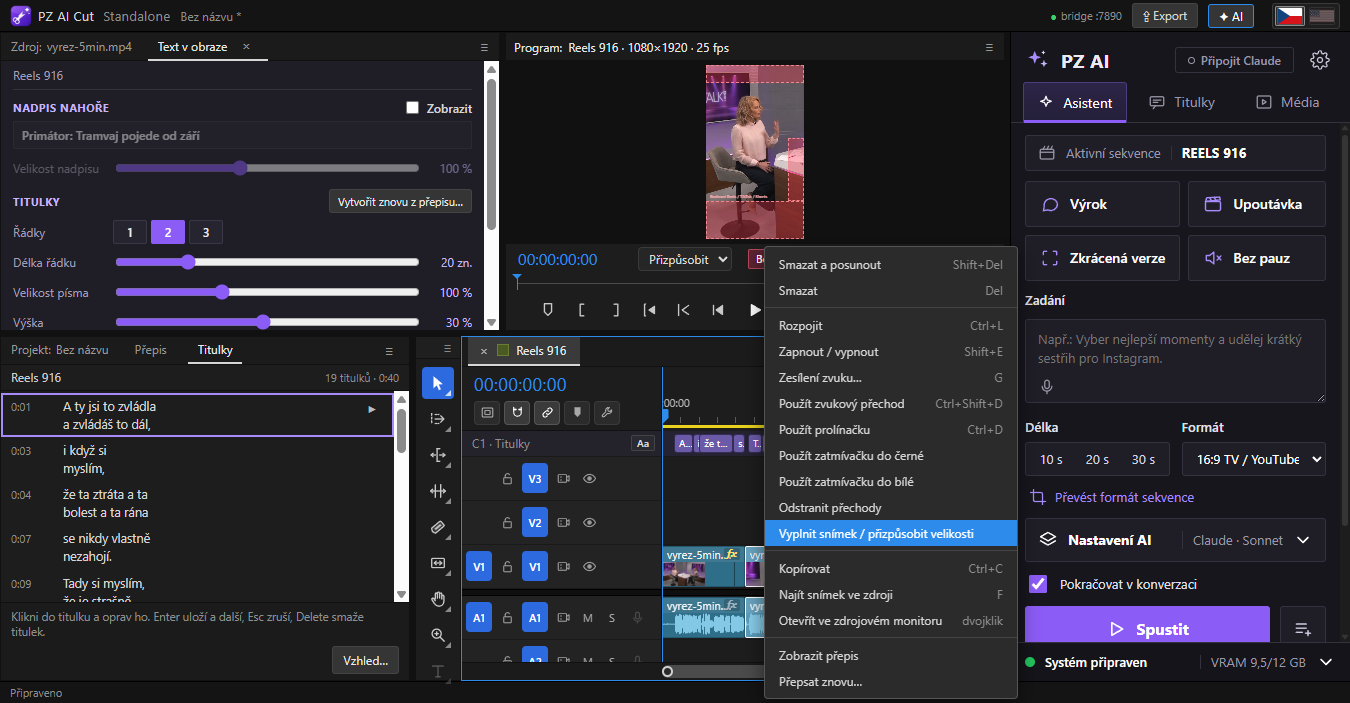 PZ AI Cut Standalone Bez názvu *
bridge :7890 Export AI
Zdroj: vyrez-5min.mp4 Text v obraze ×
Reels 916
NADPIS NAHOŘE Zobrazit
Primátor: Tramvaj pojede od září
Velikost nadpisu 100 %
TITULKY Vytvořit znovu z přepisu...
Řádky 1 2 3
Délka řádku 20 zn.
Velikost písma 100 %
Výška 30 %
Program: Reels 916 · 1080×1920 · 25 fps
TALK
00:00:00:00 Přizpůsobit
Projekt: Bez názvu Přepis Titulky
Reels 916 19 titulků · 0:40
0:01 A ty jsi to zvládla
a zvládáš to dál,
0:03 i když si
myslím,
0:04 že ta ztráta a ta
bolest a ta rána
0:07 se nikdy vlastně
nezahojí.
0:09 Tady si myslím,
že je strašně
Klikni do titulku a oprav ho. Enter uloží a další, Esc zruší, Delete smaže
titulek.
Vzhled...
Připraveno
× Reels 916
00:00:00:00
:00:00
C1 · Titulky Aa A... i že t... s. T.
V3
V2
V1 V1 vyrez-5min... fx vyr
A1 A1 M S vyrez-5min... fx vyr
A2 M S
Smazat a posunout Shift+Del
Smazat Del
Rozpojit Ctrl+L
Zapnout / vypnout Shift+E
Zesílení zvuku... G
Použít zvukový přechod Ctrl+Shift+D
Použít prolínačku Ctrl+D
Použít zatmívačku do černé
Použít zatmívačku do bílé
Odstranit přechody
Vyplnit snímek / přizpůsobit velikosti
Kopírovat Ctrl+C
Najít snímek ve zdroji F
Otevřít ve zdrojovém monitoru dvojklik
Zobrazit přepis
Přepsat znovu...
PZ AI Připojit Claude
Asistent Titulky Média
Aktivní sekvence REELS 916
Výrok Upoutávka
Zkrácená verze Bez pauz
Zadání
Např.: Vyber nejlepší momenty a udělej krátký
sestřih pro Instagram.
Délka Formát
10 s 20 s 30 s 16:9 TV / YouTube
Převést formát sekvence
Nastavení AI Claude · Sonnet
Pokračovat v konverzaci
Spustit
Systém připraven VRAM 9,5/12 GB